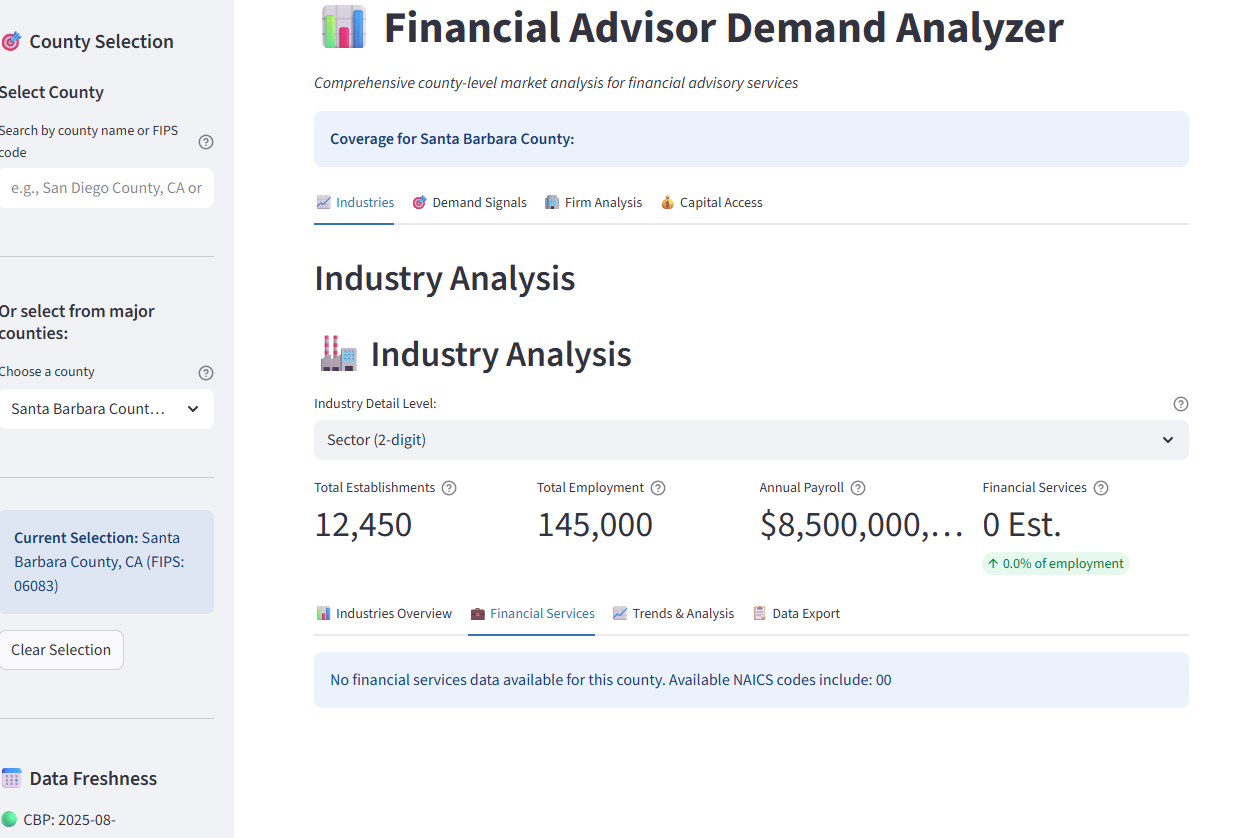 County Selection
Select County
Search by county name or FIPS
code
e.g., San Diego County, CA or
Or select from major
counties:
Choose a county
Santa Barbara Count...
Current Selection: Santa
Barbara County, CA (FIPS:
06083)
Clear Selection
Data Freshness
CBP: 2025-08-
Financial Advisor Demand Analyzer
Comprehensive county-level market analysis for financial advisory services
Coverage for Santa Barbara County:
Industries Demand Signals Firm Analysis Capital Access
Industry Analysis
Industry Analysis
Industry Detail Level:
Sector (2-digit)
Total Establishments Total Employment Annual Payroll Financial Services
12,450 145,000 $8,500,000,... 0 Est.
↑ 0.0% of employment
Industries Overview Financial Services Trends & Analysis Data Export
No financial services data available for this county. Available NAICS codes include: 00